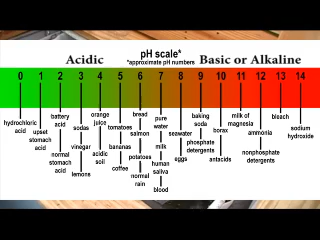 Acidic
pH scale*
*approximate pH numbers
Basic or Alkaline
0 1 2 3 4 5 6 7 8 9 10 11 12 13 14
hydrochloric
acid
upset
stomach
acid
battery
acid
normal
stomach
acid
sodas
vinegar
lemons
orange
juice
acidic
soil
tomatoes
bananas
coffee
bread
salmon
potatoes
normal
rain
pure
water
milk
human
saliva
blood
seawater
eggs
baking
soda
phosphate
detergents
borax
antacids
milk of
magnesia
ammonia
nonphosphate
detergents
bleach
sodium
hydroxide